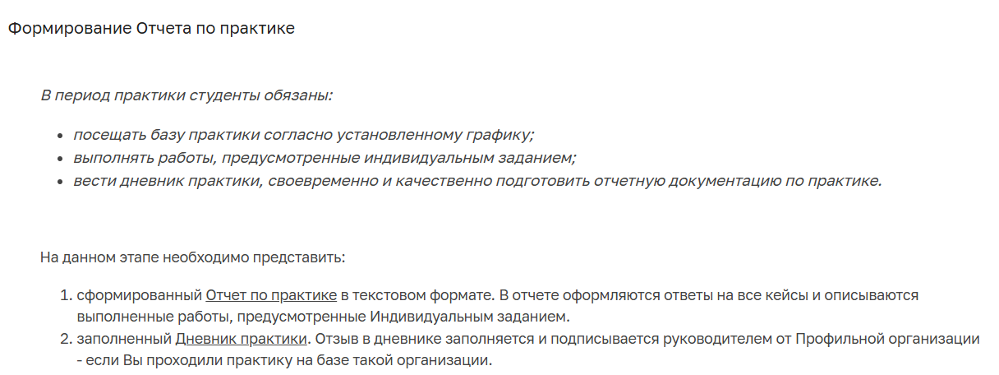 Формирование Отчета по практике
В период практики студенты обязаны:
• посещать базу практики согласно установленному графику;
• выполнять работы, предусмотренные индивидуальным заданием;
• вести дневник практики, своевременно и качественно подготовить отчетную документацию по практике.
На данном этапе необходимо представить:
1. сформированный Отчет по практике в текстовом формате. В отчете оформляются ответы на все кейсы и описываются
выполненные работы, предусмотренные Индивидуальным заданием.
2. заполненный Дневник практики. Отзыв в дневнике заполняется и подписывается руководителем от Профильной организации
- если Вы проходили практику на базе такой организации.